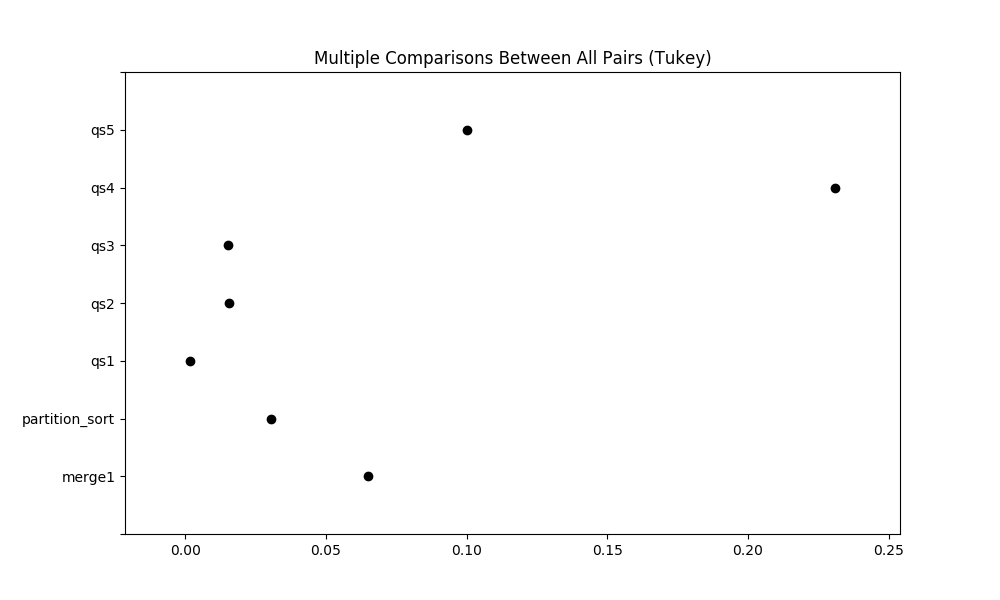 Multiple Comparisons Between All Pairs (Tukey)
qs5
qs4
qs3
qs2
qs1
partition_sort
merge1
0.00 0.05 0.10 0.15 0.20 0.25